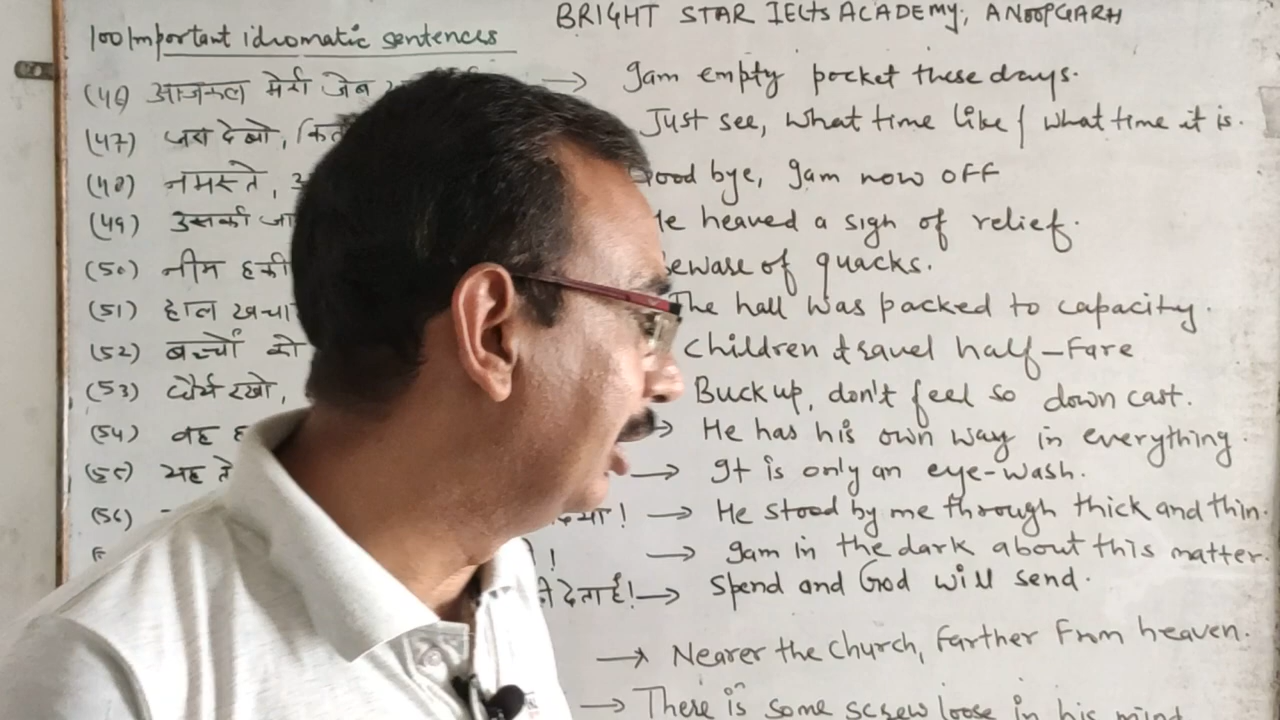 BRIGHT STAR IELTS ACADEMY, ANOOPGARH
100 Important idiomatic sentences
(46) आजकल मेरी जेब → I am empty pocket these days.
(47) जरा देखो, Just see, what time like / what time it is.
(48) नमस्ते, Good bye, I am now off
(49) उसकी He heaved a sign of relief.
(50) नीम Beware of quacks.
(51) हाल The hall was packed to capacity.
(52) बच्चों को Children travel half-fare
(53) धैर्य रखो, Buck up, don't feel so down cast.
(54) वह → He has his own way in everything.
(55) यह → It is only an eye-wash.
(56) दिया! → He stood by me through thick and thin.
! → I am in the dark about this matter.
देता है! → Spend and God will send.
→ Nearer the church, farther from heaven.
→ There is some screw loose in his mind